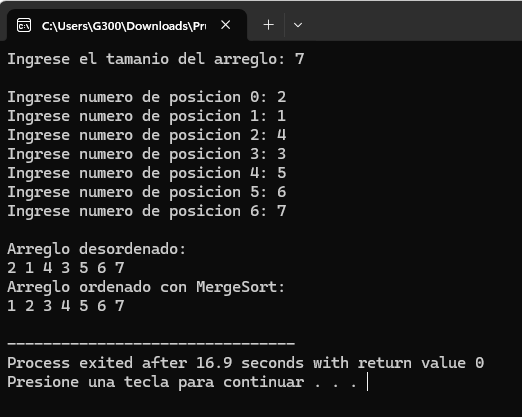 C:\Users\G300\Downloads\Pru
Ingrese el tamanio del arreglo: 7
Ingrese numero de posicion 0: 2
Ingrese numero de posicion 1: 1
Ingrese numero de posicion 2: 4
Ingrese numero de posicion 3: 3
Ingrese numero de posicion 4: 5
Ingrese numero de posicion 5: 6
Ingrese numero de posicion 6: 7
Arreglo desordenado:
2 1 4 3 5 6 7
Arreglo ordenado con MergeSort:
1 2 3 4 5 6 7
--------------------------------
Process exited after 16.9 seconds with return value 0
Presione una tecla para continuar . . .